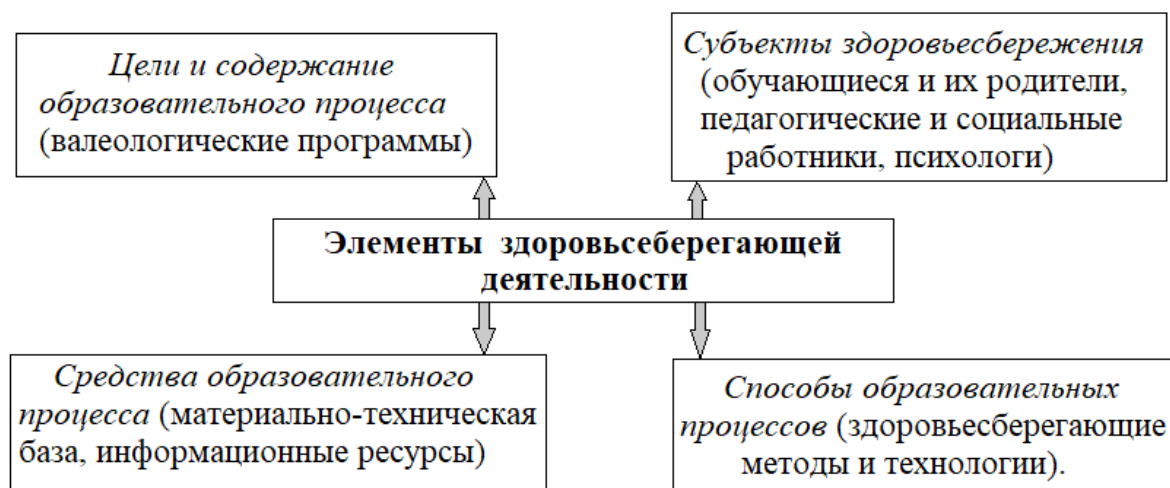 Цели и содержание
образовательного процесса
(валеологические программы)
Субъекты здоровьесбережения
(обучающиеся и их родители,
педагогические и социальные
работники, психологи)
Элементы здоровьсеберегающей
деятельности
Средства образовательного
процесса (материально-техническая
база, информационные ресурсы)
Способы образовательных
процессов (здоровьесберегающие
методы и технологии).